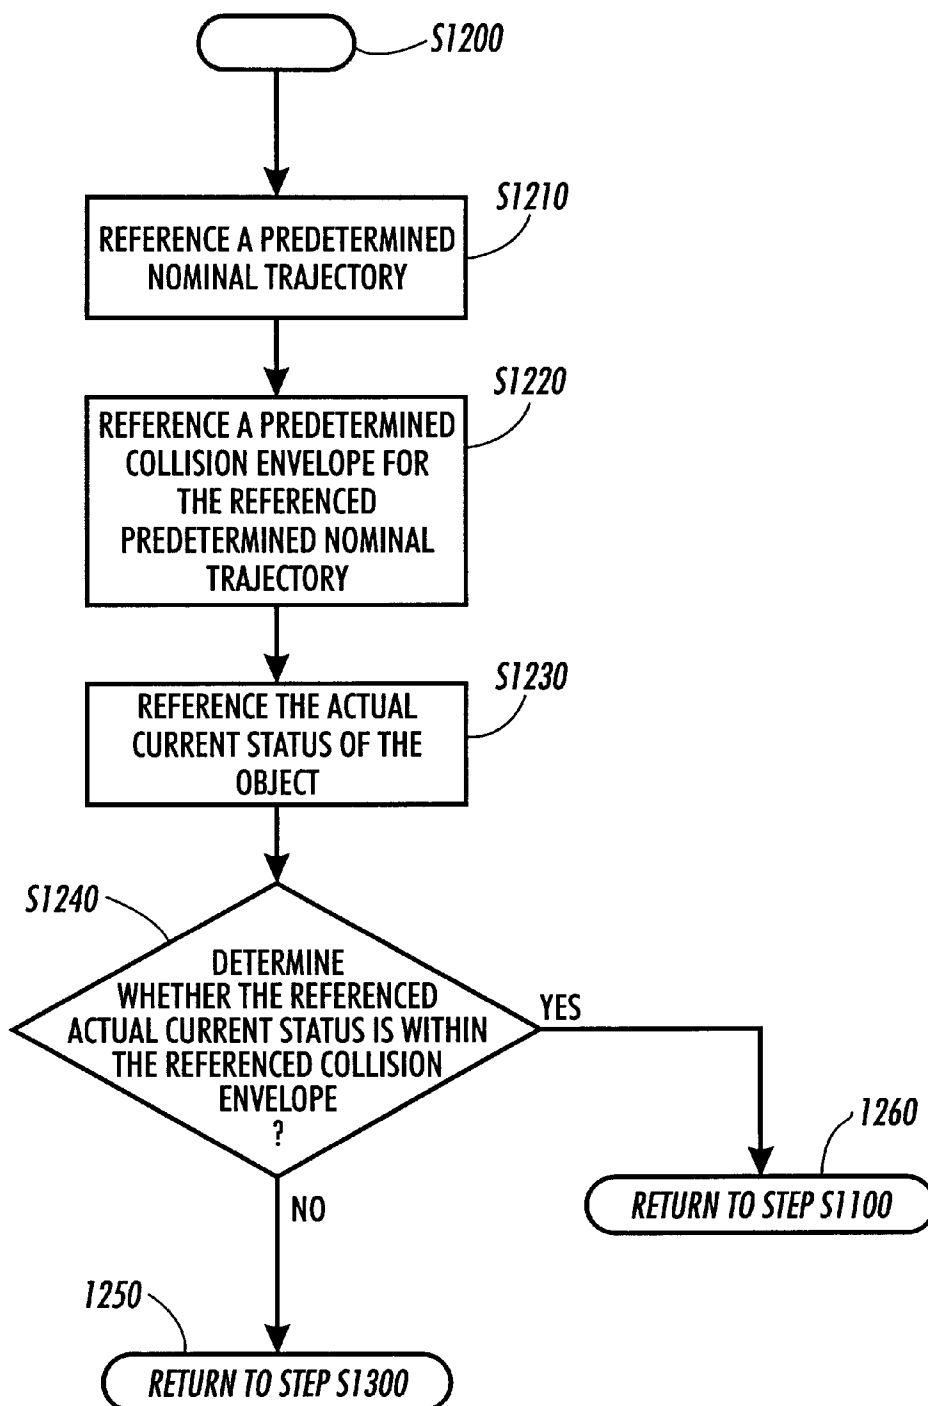 S1200
S1210
REFERENCE A PREDETERMINED
NOMINAL TRAJECTORY
S1220
REFERENCE A PREDETERMINED
COLLISION ENVELOPE FOR
THE REFERENCED
PREDETERMINED NOMINAL
TRAJECTORY
S1230
REFERENCE THE ACTUAL
CURRENT STATUS OF THE
OBJECT
S1240
DETERMINE
WHETHER THE REFERENCED
ACTUAL CURRENT STATUS IS WITHIN
THE REFERENCED COLLISION
ENVELOPE
?
YES
1260
RETURN TO STEP S1100
NO
1250
RETURN TO STEP S1300